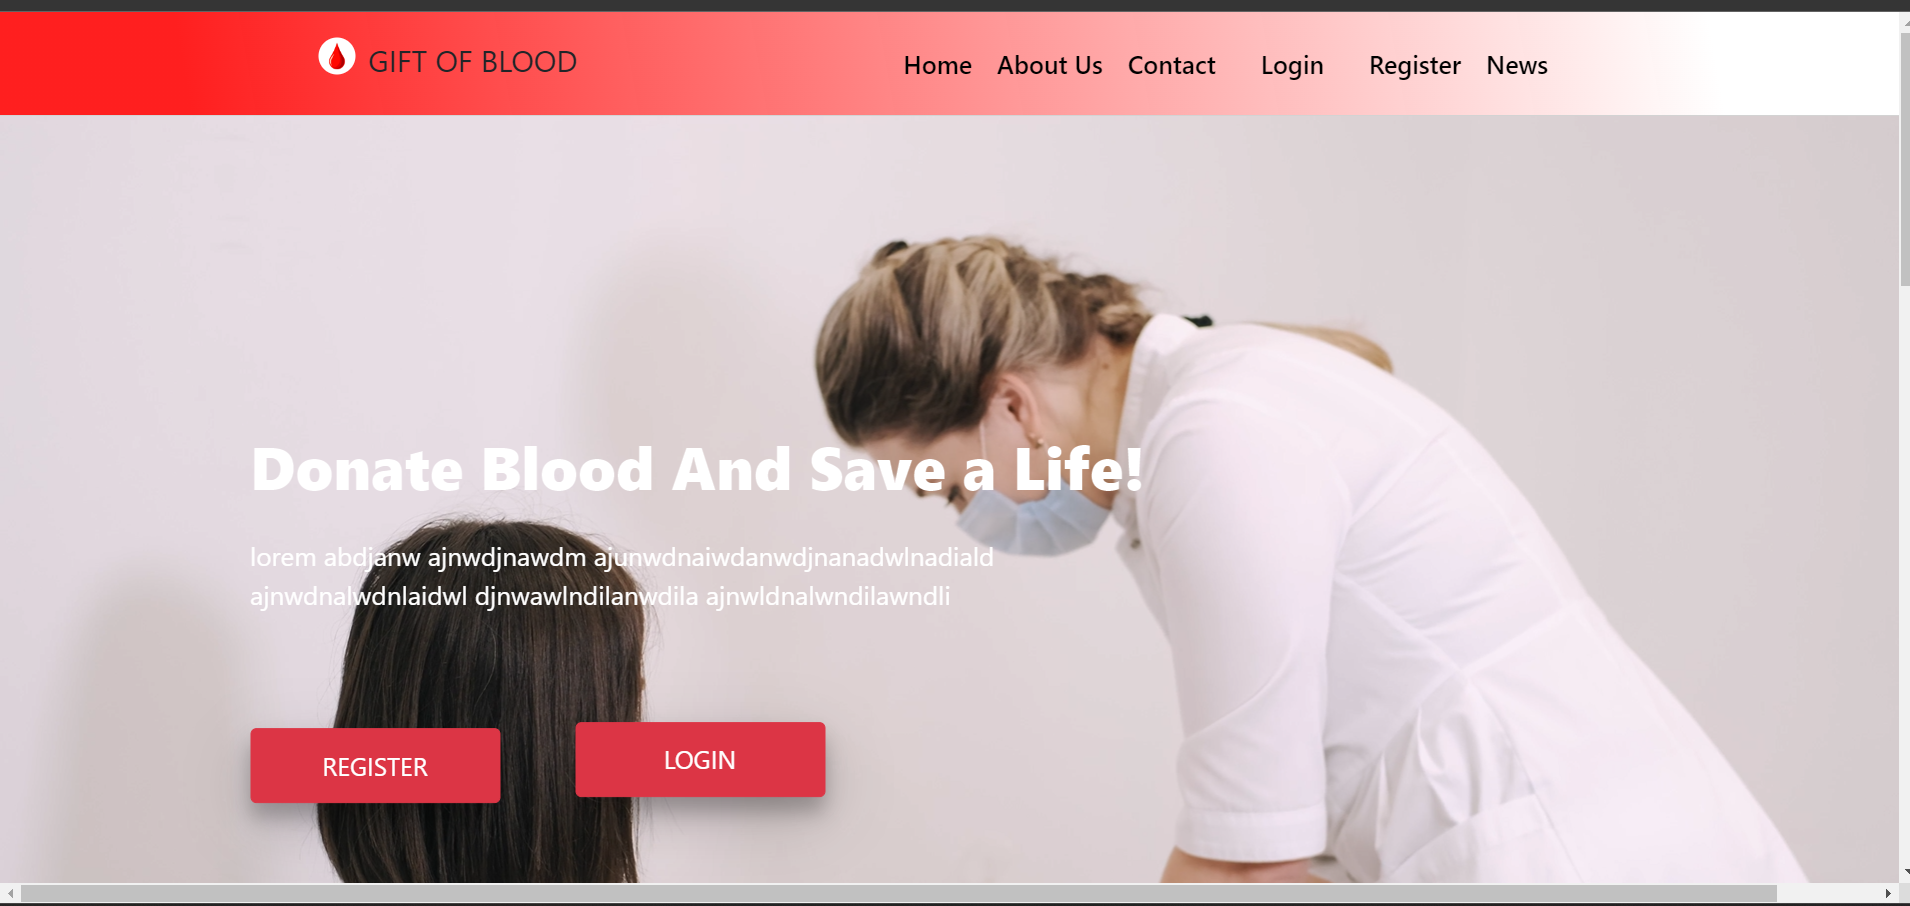 GIFT OF BLOOD
Home About Us Contact Login Register News
Donate Blood And Save a Life!
lorem abdjanw ajnwdjnawdm ajunwdnaiwdanwdjnanadwlnadiald
ajnwdnalwdnlaidwl djnwawlndilanwdila ajnwldnalwndilawndli
REGISTER
LOGIN